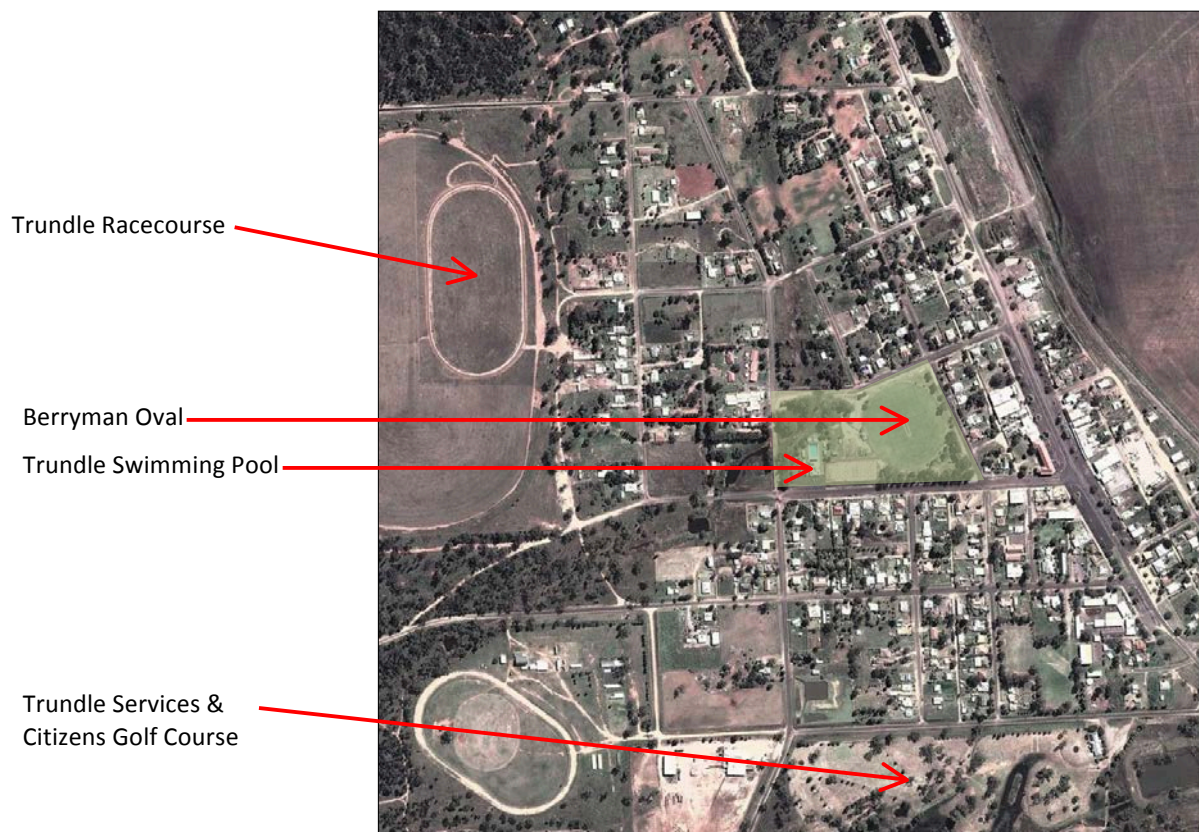 Trundle Racecourse
Berryman Oval
Trundle Swimming Pool
Trundle Services &
Citizens Golf Course